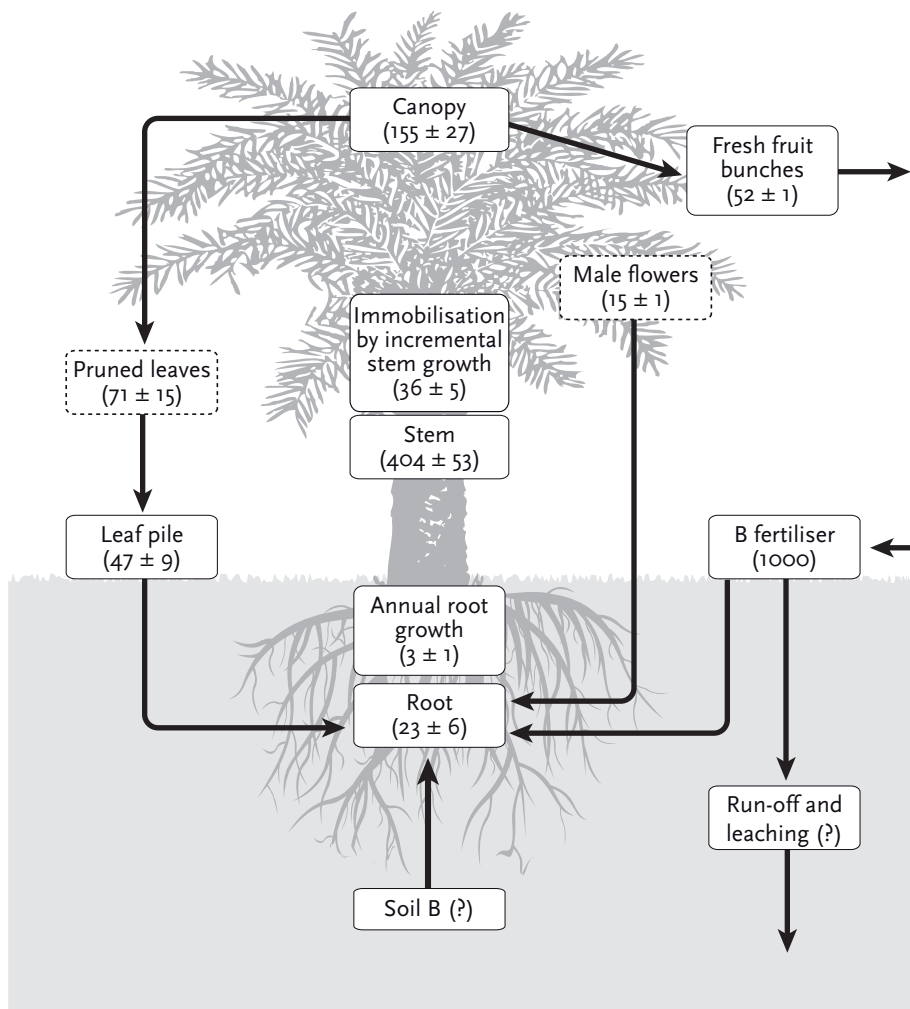 Canopy
(155 ± 27)
Fresh fruit
bunches
(52 ± 1)
Male flowers
(15 ± 1)
Immobilisation
by incremental
stem growth
(36 ± 5)
Pruned leaves
(71 ± 15)
Stem
(404 ± 53)
Leaf pile
(47 ± 9)
B fertiliser
(1000)
Annual root
growth
(3 ± 1)
Root
(23 ± 6)
Run-off and
leaching (?)
Soil B (?)